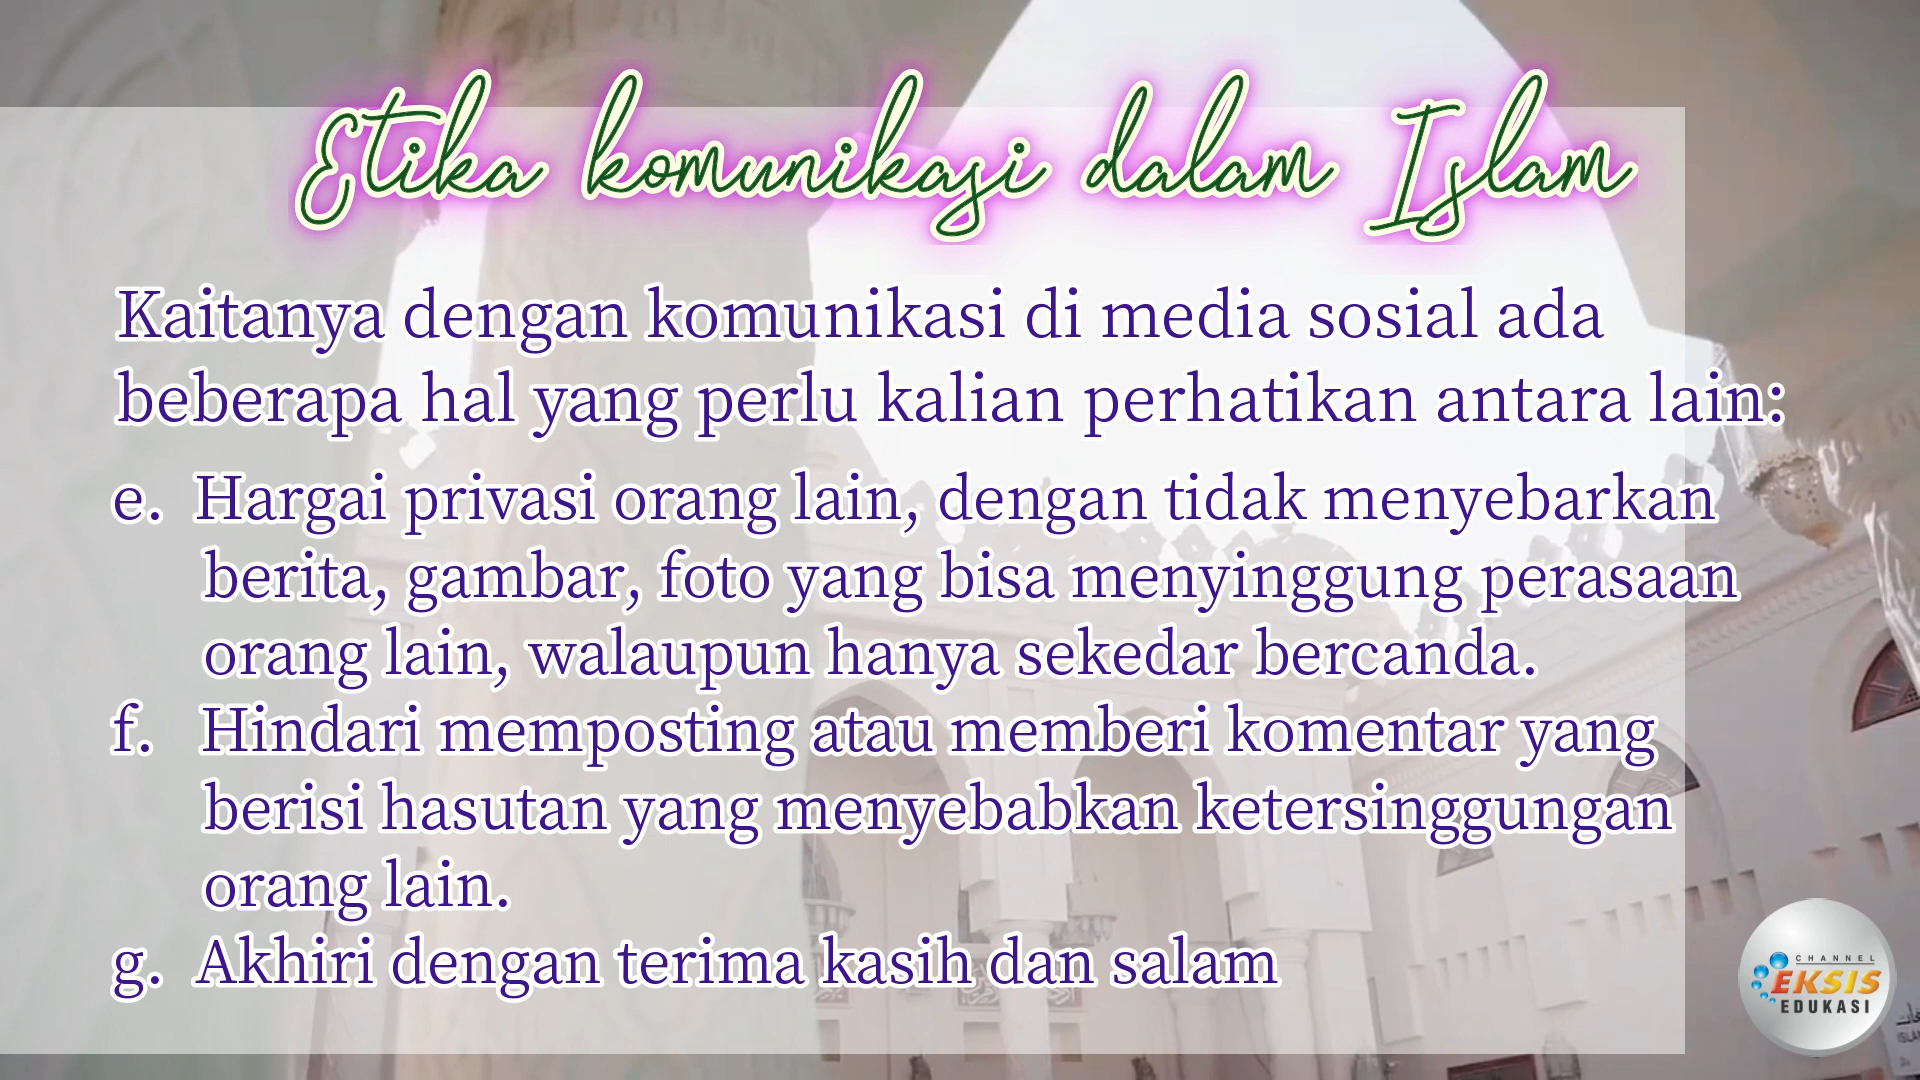 Etika komunikasi dalam Islam
Kaitanya dengan komunikasi di media sosial ada
beberapa hal yang perlu kalian perhatikan antara lain:
e. Hargai privasi orang lain, dengan tidak menyebarkan
berita, gambar, foto yang bisa menyinggung perasaan
orang lain, walaupun hanya sekedar bercanda.
f. Hindari memposting atau memberi komentar yang
berisi hasutan yang menyebabkan ketersinggungan
orang lain.
g. Akhiri dengan terima kasih dan salam
CHANNEL
EKSIS
EDUKASI